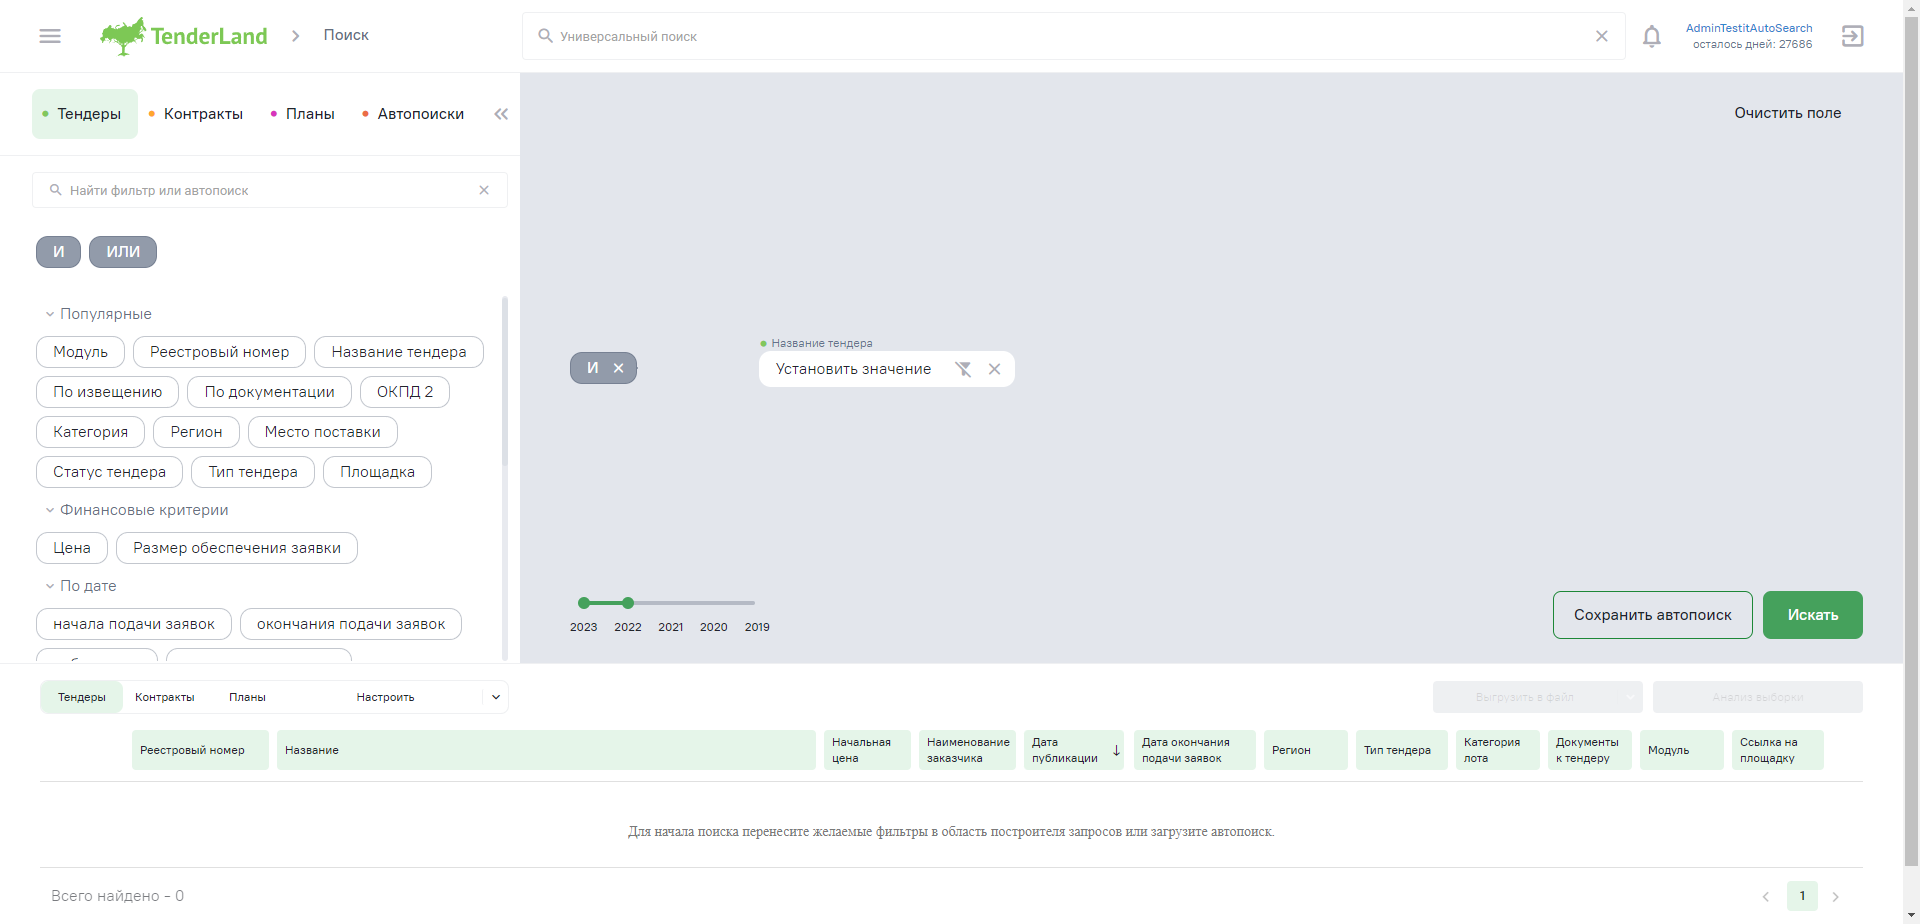 TenderLand
Поиск
Универсальный поиск
AdminTestitAutoSearch
осталось дней: 27686
Тендеры
Контракты
Планы
Автопоиски
Очистить поле
Найти фильтр или автопоиск
И
ИЛИ
Популярные
Модуль
Реестровый номер
Название тендера
По извещению
По документации
ОКПД 2
Категория
Регион
Место поставки
Статус тендера
Тип тендера
Площадка
Финансовые критерии
Цена
Размер обеспечения заявки
По дате
начала подачи заявок
окончания подачи заявок
И
Название тендера
Установить значение
2023
2022
2021
2020
2019
Сохранить автопоиск
Искать
Тендеры
Контракты
Планы
Настроить
Выгрузить в файл
Анализ выборки
Реестровый номер
Название
Начальная
цена
Наименование
заказчика
Дата
публикации
Дата окончания
подачи заявок
Регион
Тип тендера
Категория
лота
Документы
к тендеру
Модуль
Ссылка на
площадку
Для начала поиска перенесите желаемые фильтры в область построителя запросов или загрузите автопоиск.
Всего найдено - 0
1